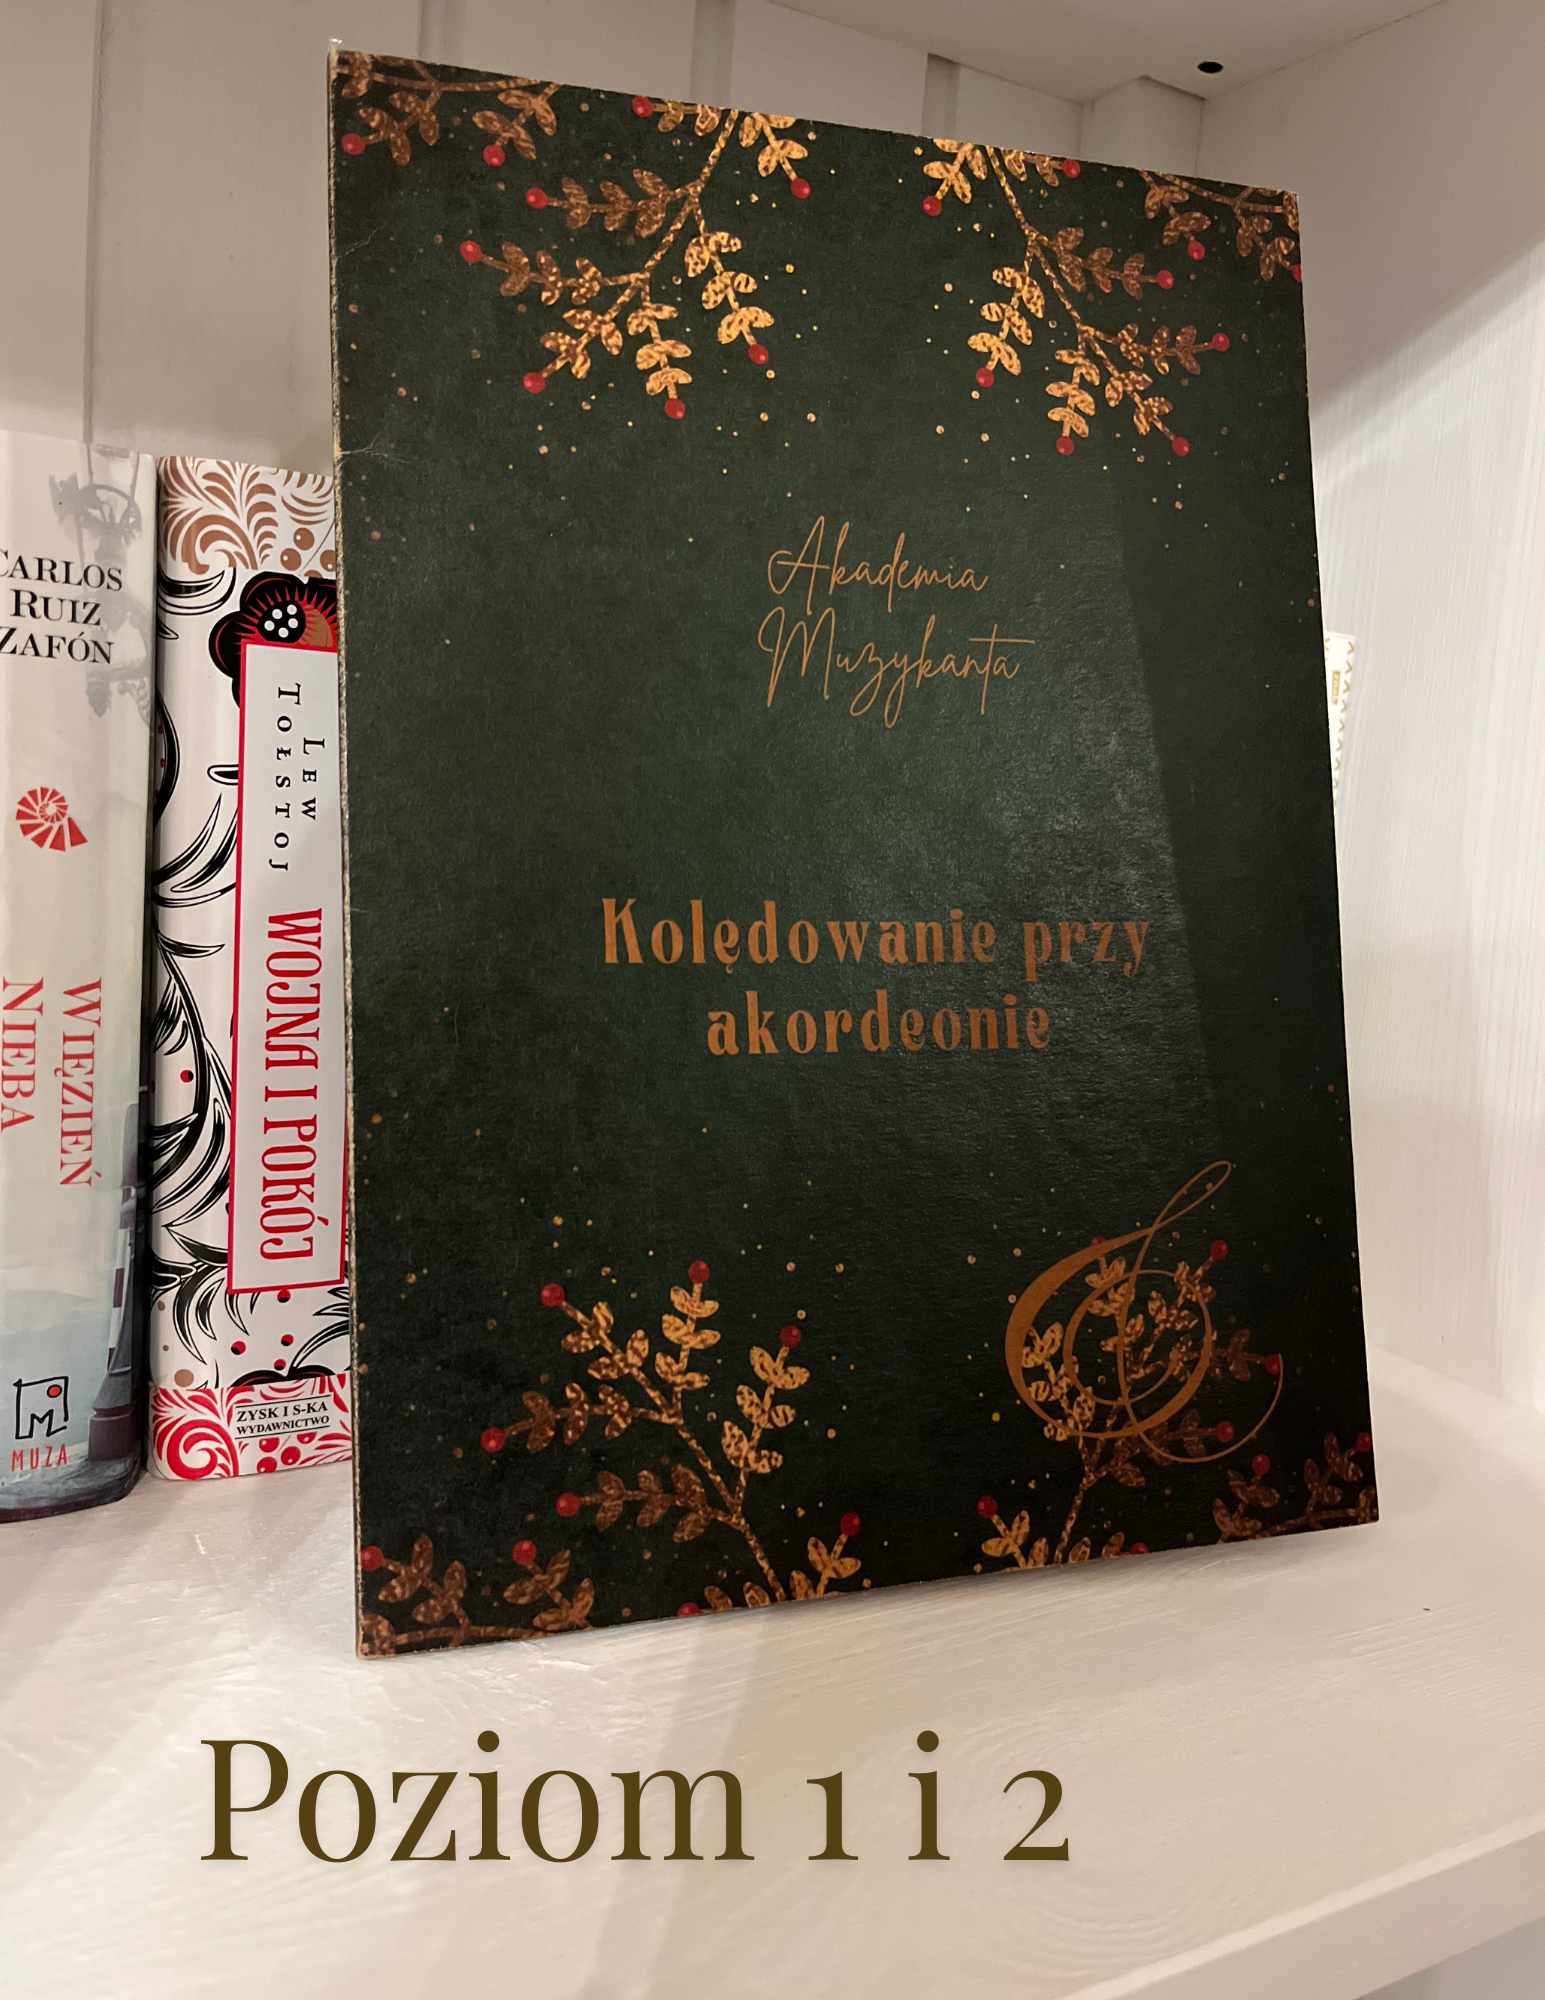 CARLOS
RUIZ
ZAFÓN
WIĘZIEŃ
NIEBA
MUZA
LEW
TOŁSTOJ
WOJNA I POKÓJ
ZYSK I S-KA
WYDAWNICTWO
Akademia
Muzykanta
Kolędowanie przy
akordeonie
Poziom 1 i 2